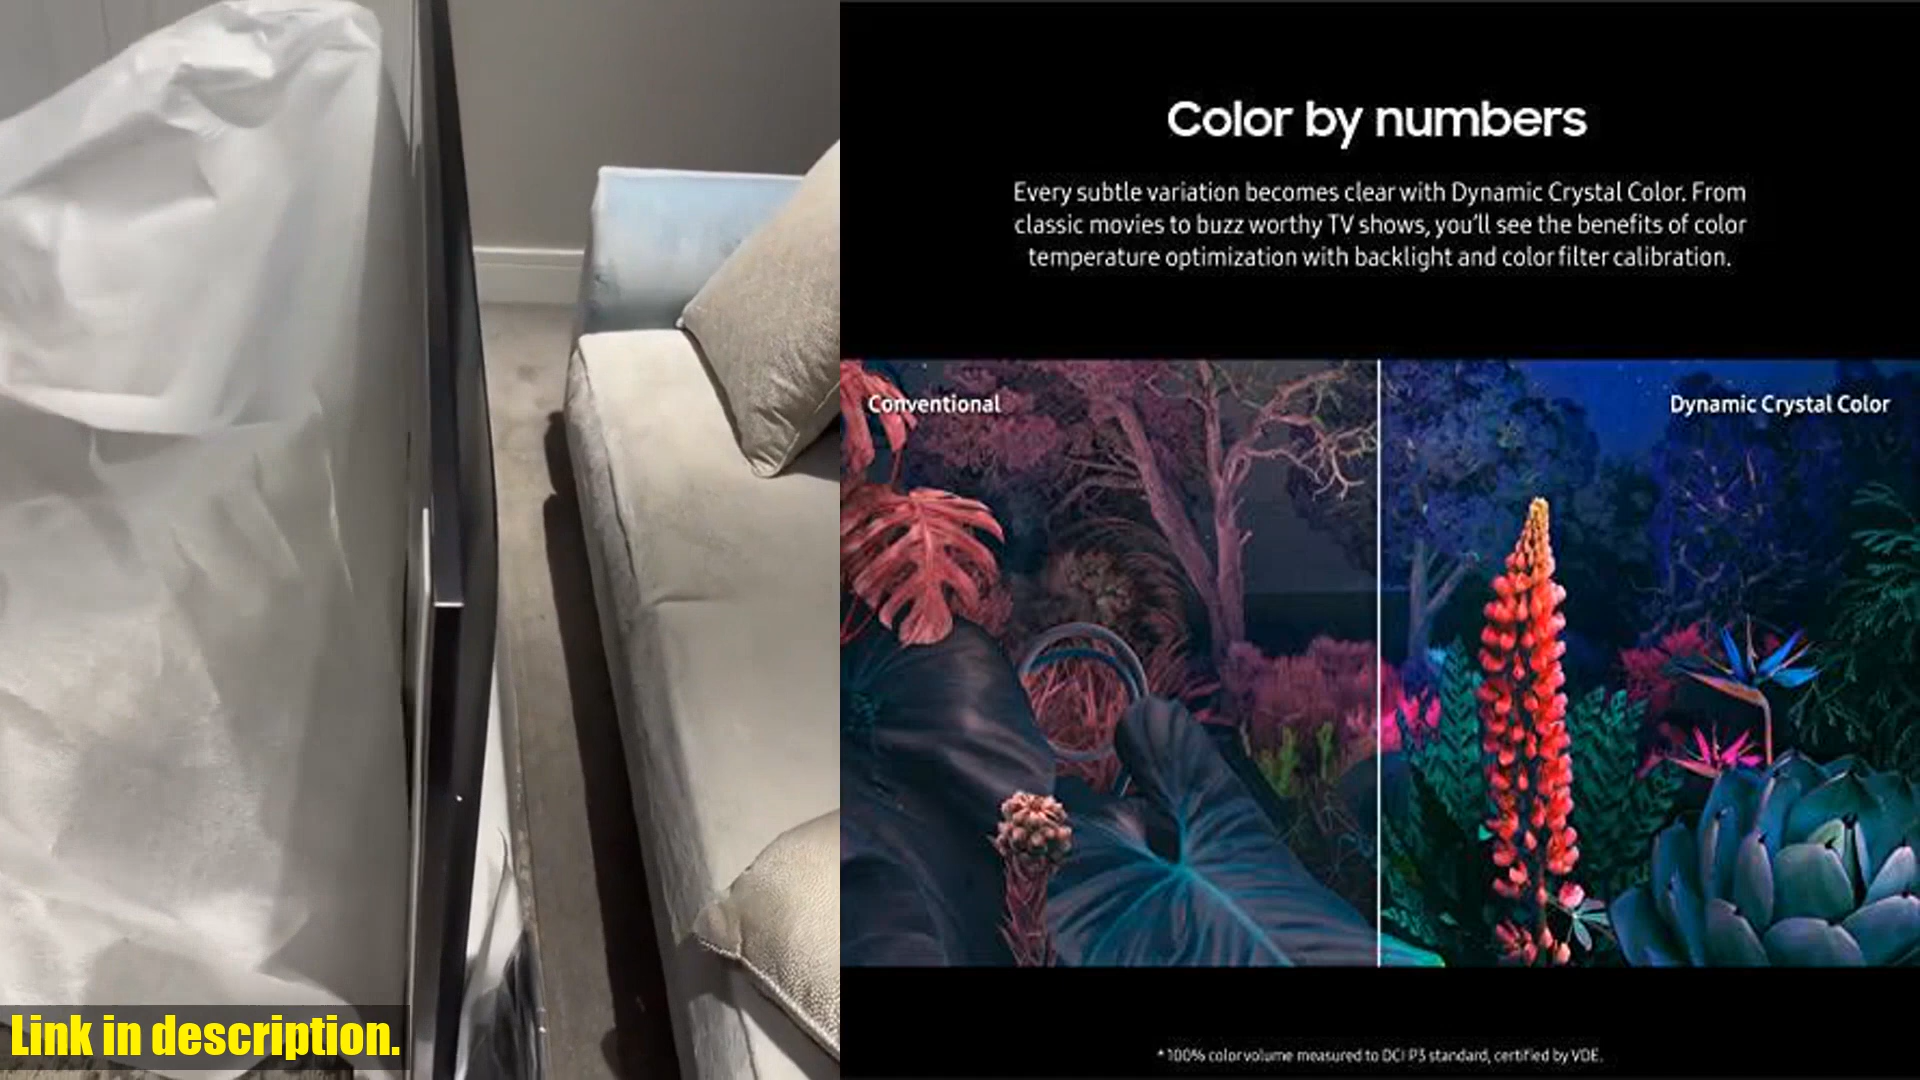 Color by numbers
Every subtle variation becomes clear with Dynamic Crystal Color. From
classic movies to buzz worthy TV shows, you'll see the benefits of color
temperature optimization with backlight and color filter calibration.
Conventional
Dynamic Crystal Color
Link in description.
*100% color volume measured to DCI-P3 standard, certified by VDE.